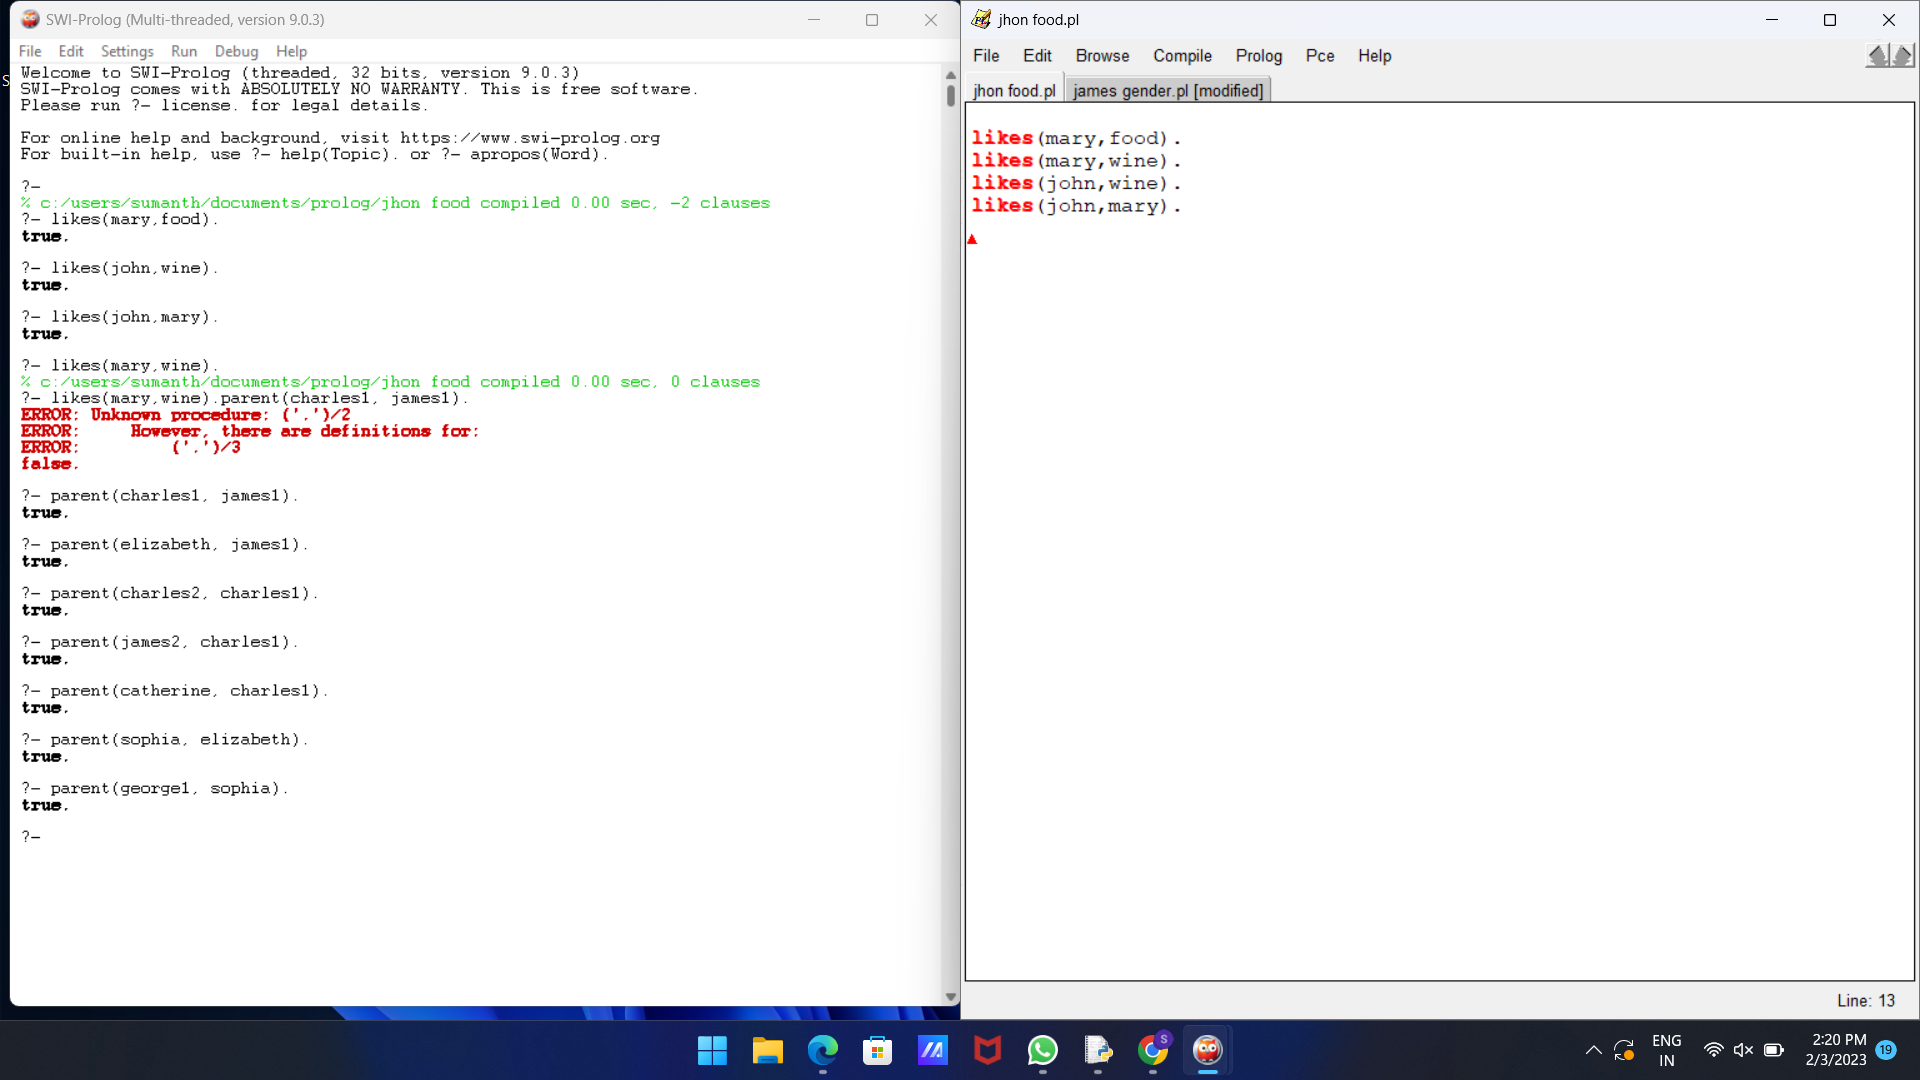 SWI-Prolog (Multi-threaded, version 9.0.3)
File Edit Settings Run Debug Help
Welcome to SWI-Prolog (threaded, 32 bits, version 9.0.3)
SWI-Prolog comes with ABSOLUTELY NO WARRANTY. This is free software.
Please run ?- license. for legal details.
For online help and background, visit https://www.swi-prolog.org
For built-in help, use ?- help(Topic). or ?- apropos(Word).
?-
% c:/users/sumanth/documents/prolog/jhon food compiled 0.00 sec, -2 clauses
?- likes(mary,food).
true.
?- likes(john,wine).
true.
?- likes(john,mary).
true.
?- likes(mary,wine).
% c:/users/sumanth/documents/prolog/jhon food compiled 0.00 sec, 0 clauses
?- likes(mary,wine).parent(charles1, james1).
ERROR: Unknown procedure: ('.')/2
ERROR: However, there are definitions for:
ERROR: ('.')/3
false.
?- parent(charles1, james1).
true.
?- parent(elizabeth, james1).
true.
?- parent(charles2, charles1).
true.
?- parent(james2, charles1).
true.
?- parent(catherine, charles1).
true.
?- parent(sophia, elizabeth).
true.
?- parent(george1, sophia).
true.
?-
jhon food.pl
File Edit Browse Compile Prolog Pce Help
jhon food.pl james gender.pl [modified]
likes(mary,food).
likes(mary,wine).
likes(john,wine).
likes(john,mary).
Line: 13
S
S
ENG
IN
2:20 PM
2/3/2023
19